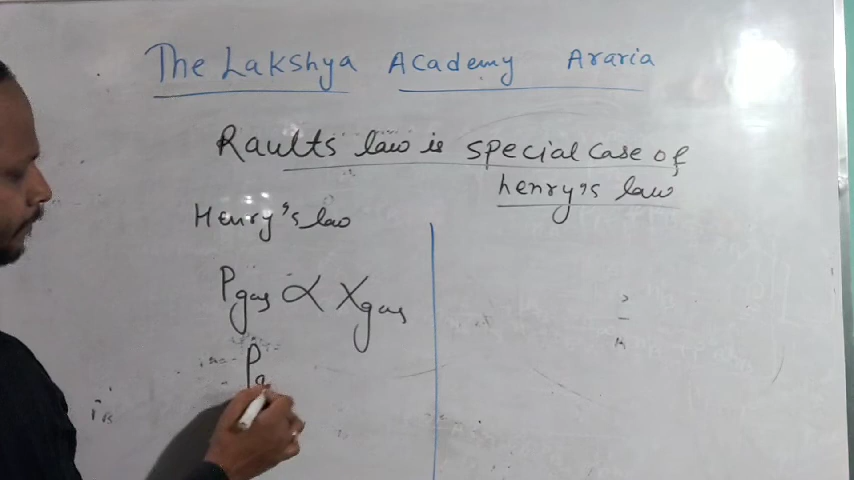 The Lakshya Academy Araria
Raults law is special case of
henry's law
Henry's law
Pgas ∝ Xgas
P